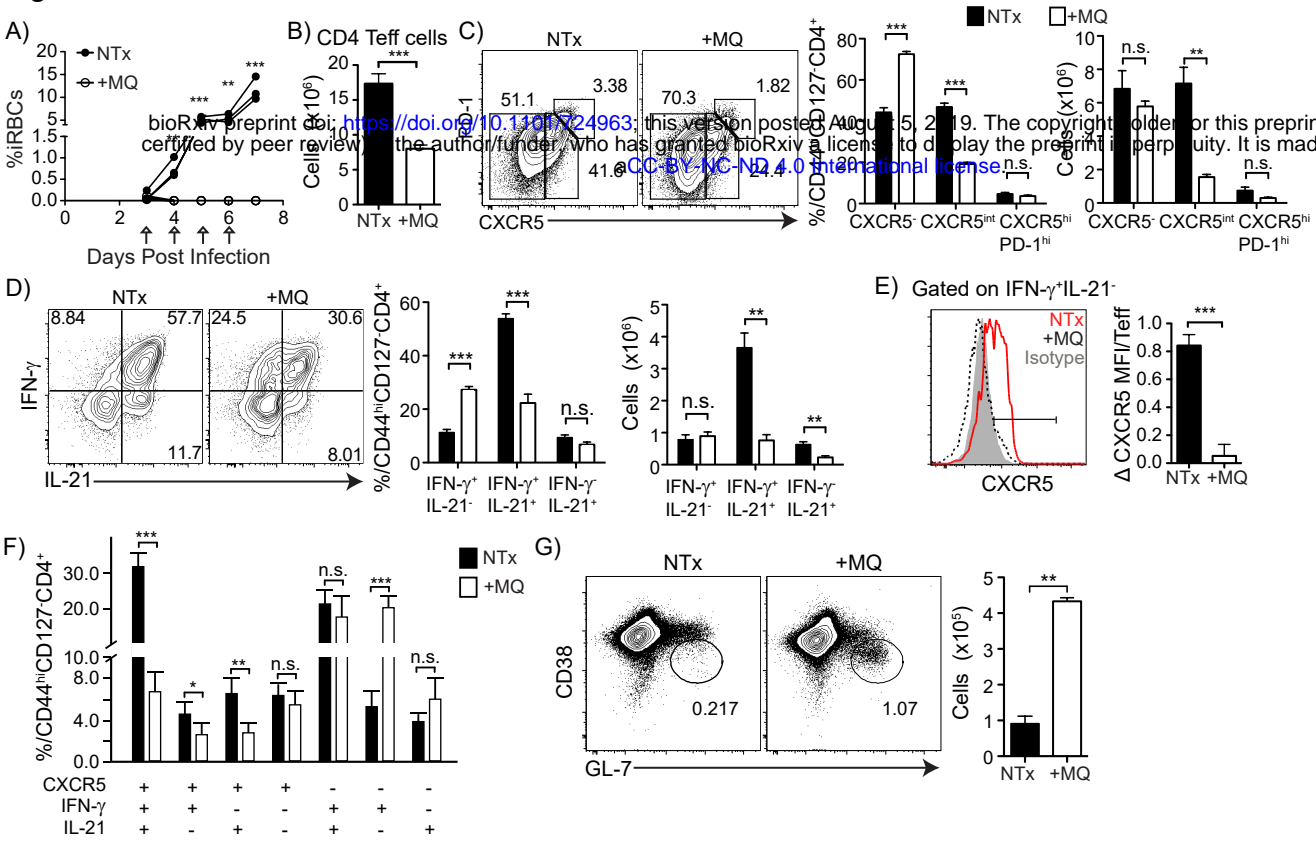 A)
%iRBCs
20
15
10
5
1.5
1.0
0.5
0.0
NTx
+MQ
***
**
***
**
0 2 4 6 8
Days Post Infection
B) CD4 Teff cells
Cells (x10⁶)
20
15
10
5
0
***
NTx +MQ
C)
NTx +MQ
PD-1
51.1 3.38
41.6
70.3 1.82
24.4
CXCR5
NTx +MQ
%/CD44ʰⁱCD127⁻CD4⁺
80
60
40
20
0
*** *** n.s.
CXCR5⁻ CXCR5ⁱⁿᵗ CXCR5ʰⁱ
PD-1ʰⁱ
Cells (x10⁶)
10
8
6
4
2
0
n.s. ** n.s.
CXCR5⁻ CXCR5ⁱⁿᵗ CXCR5ʰⁱ
PD-1ʰⁱ
bioRxiv preprint doi: https://doi.org/10.1101/724963; this version posted August 5, 2019. The copyright holder for this preprint
certified by peer review) the author/funder, who has granted bioRxiv a license to display the preprint in perpetuity. It is mad
aCC-BY-NC-ND 4.0 International license.
D)
NTx +MQ
IFN-γ
8.84 57.7
11.7
24.5 30.6
8.01
IL-21
%/CD44ʰⁱCD127⁻CD4⁺
60
40
20
0
*** *** n.s.
IFN-γ⁺ IFN-γ⁺ IFN-γ⁻
IL-21⁻ IL-21⁺ IL-21⁺
Cells (x10⁶)
5
4
3
2
1
0
n.s. ** **
IFN-γ⁺ IFN-γ⁺ IFN-γ⁻
IL-21⁻ IL-21⁺ IL-21⁺
E) Gated on IFN-γ⁺IL-21⁻
NTx
+MQ
Isotype
CXCR5
Δ CXCR5 MFI/Teff
1.0
0.8
0.6
0.4
0.2
0.0
***
NTx +MQ
F)
%/CD44ʰⁱCD127⁻CD4⁺
30.0
20.0
10.0
8.0
4.0
0.0
*** * ** n.s. n.s. *** n.s.
NTx
+MQ
CXCR5 + + + + - - -
IFN-γ + + - - + + -
IL-21 + - + - + - +
G)
NTx +MQ
CD38
0.217 1.07
GL-7
Cells (x10⁵)
5
4
3
2
1
0
**
NTx +MQ